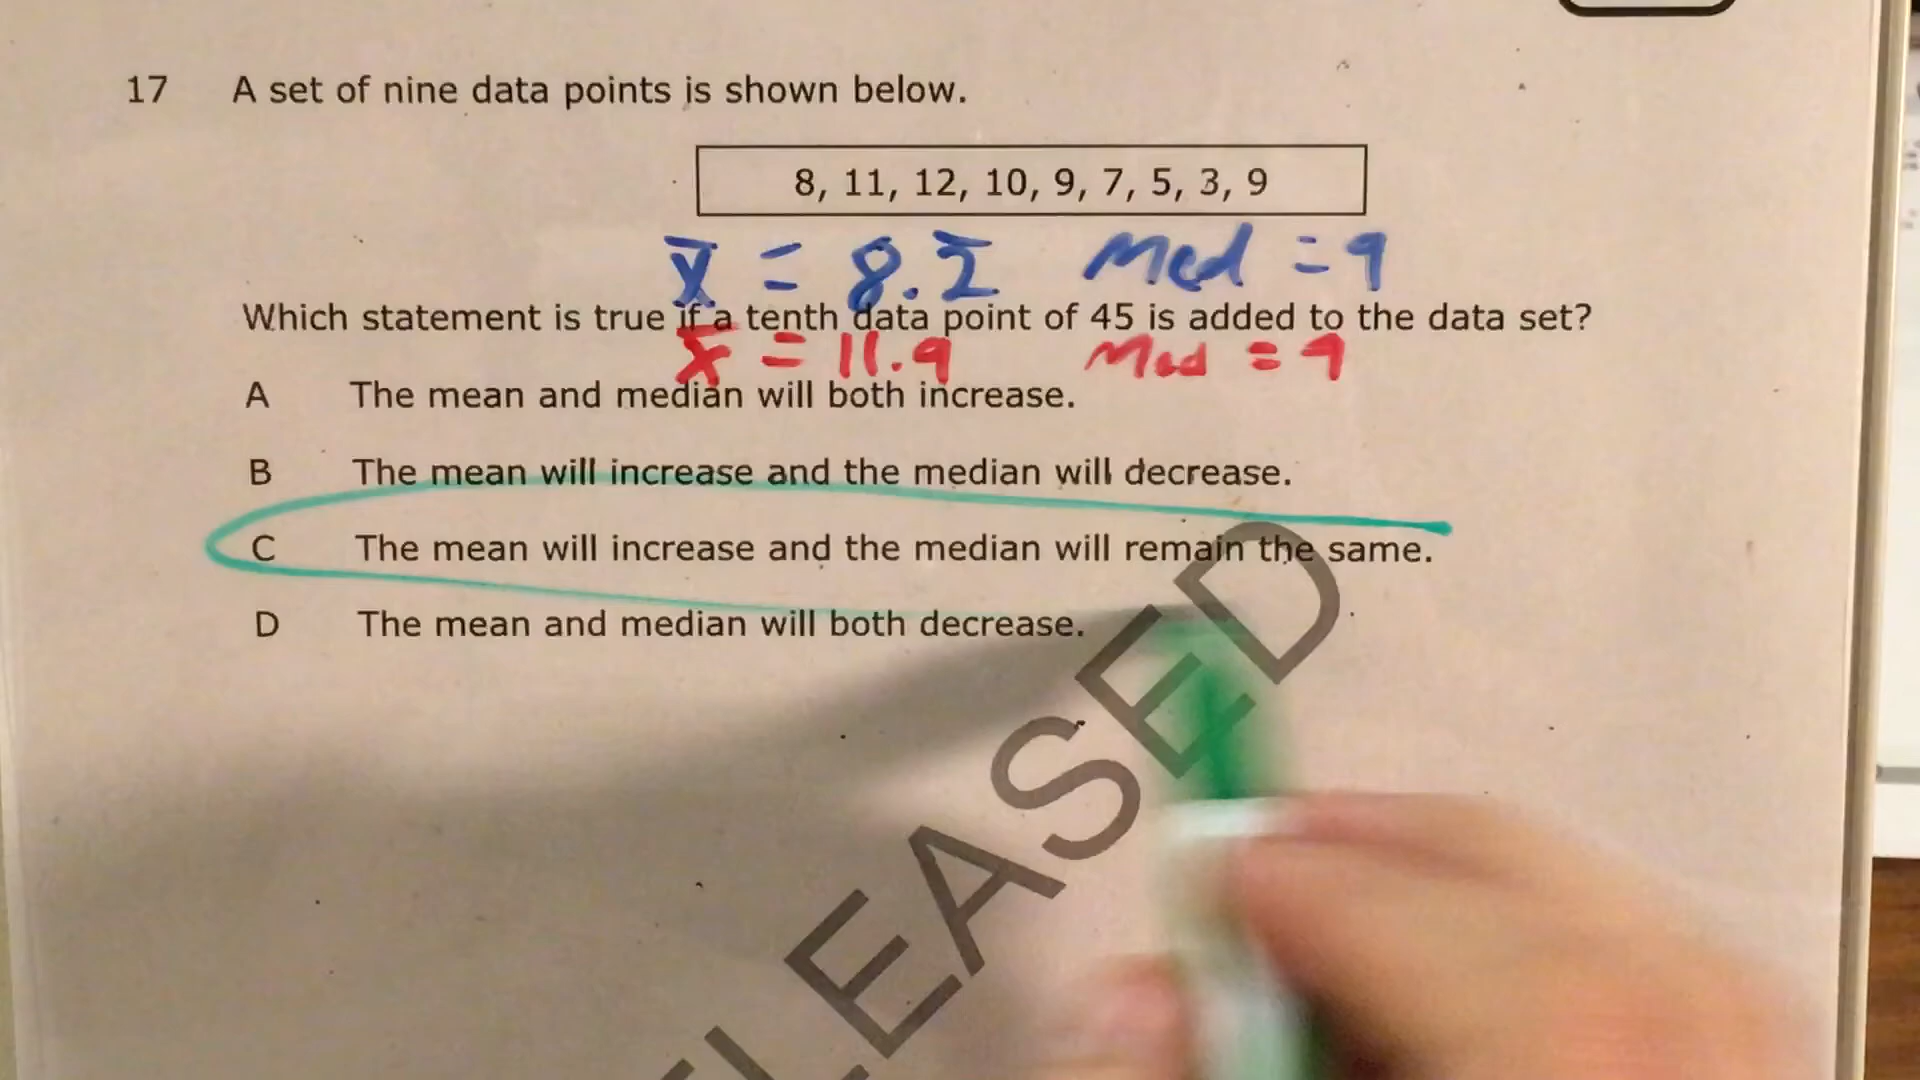 17 A set of nine data points is shown below.
8, 11, 12, 10, 9, 7, 5, 3, 9
x̅ = 8.2̅ Med = 9
Which statement is true if a tenth data point of 45 is added to the data set?
x̅ = 11.9 Med = 9
A The mean and median will both increase.
B The mean will increase and the median will decrease.
C The mean will increase and the median will remain the same.
D The mean and median will both decrease.
ELEASED